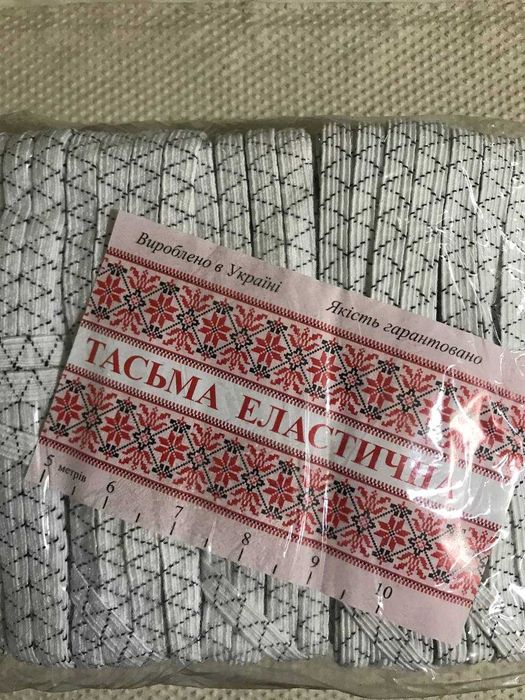 Вироблено в Україні
Якість гарантовано
ТАСЬМА ЕЛАСТИЧНА
5 метрів 6 7 8 9 10